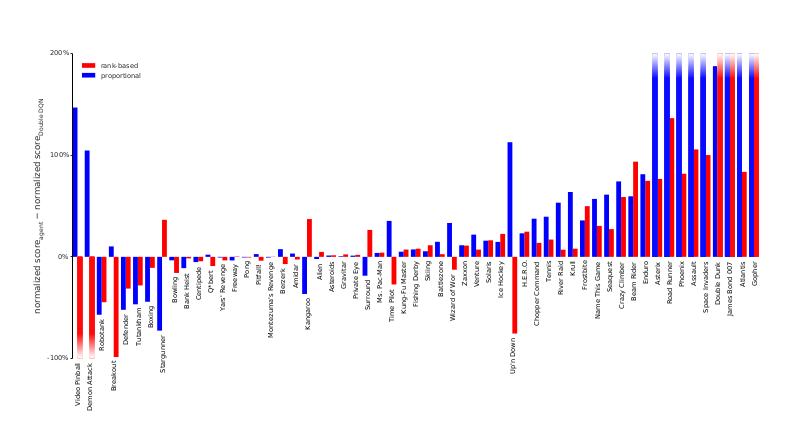 200%
rank-based
proportional
100%
0%
-100%
normalized score_agent − normalized score_Double DQN
Video Pinball
Demon Attack
Robotank
Breakout
Defender
Tutankham
Boxing
Stargunner
Bowling
Bank Heist
Centipede
Q*bert
Yars' Revenge
Freeway
Pong
Pitfall!
Montezuma's Revenge
Berzerk
Amidar
Kangaroo
Alien
Asteroids
Gravitar
Private Eye
Surround
Ms. Pac-Man
Time Pilot
Kung-Fu Master
Fishing Derby
Skiing
Battlezone
Wizard of Wor
Zaxxon
Venture
Solaris
Ice Hockey
Up'n Down
H.E.R.O.
Chopper Command
Tennis
River Raid
Krull
Frostbite
Name This Game
Seaquest
Crazy Climber
Beam Rider
Enduro
Asterix
Road Runner
Phoenix
Assault
Space Invaders
Double Dunk
James Bond 007
Atlantis
Gopher